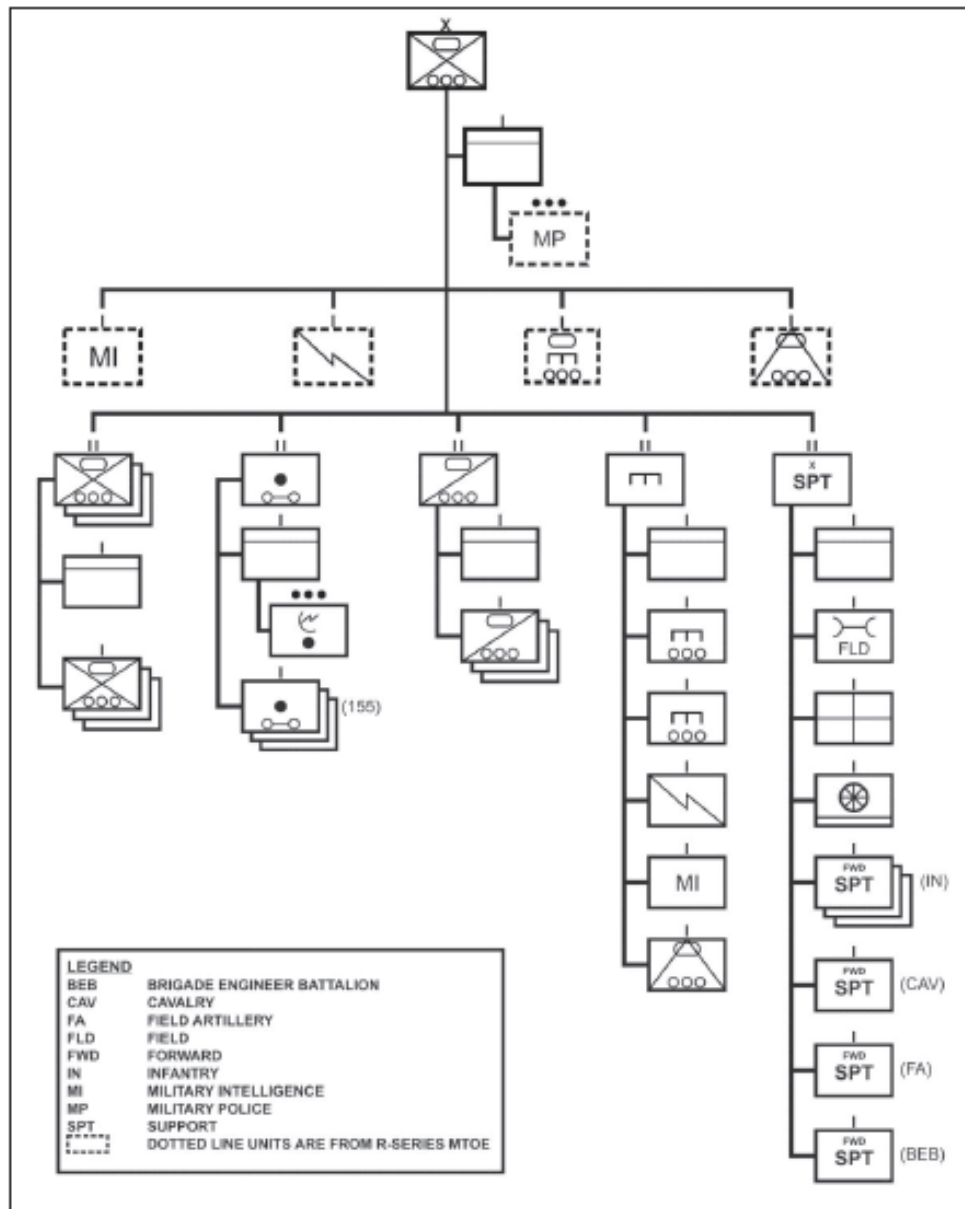 X
I
MP
I I I I
MI
II II II II II
X
SPT
I I I I
I I I
FLD
I (155)
I
I I
I I
MI FWD SPT (IN)
I
I FWD SPT (CAV)
I
FWD SPT (FA)
I
FWD SPT (BEB)
LEGEND
BEB BRIGADE ENGINEER BATTALION
CAV CAVALRY
FA FIELD ARTILLERY
FLD FIELD
FWD FORWARD
IN INFANTRY
MI MILITARY INTELLIGENCE
MP MILITARY POLICE
SPT SUPPORT
DOTTED LINE UNITS ARE FROM R-SERIES MTOE